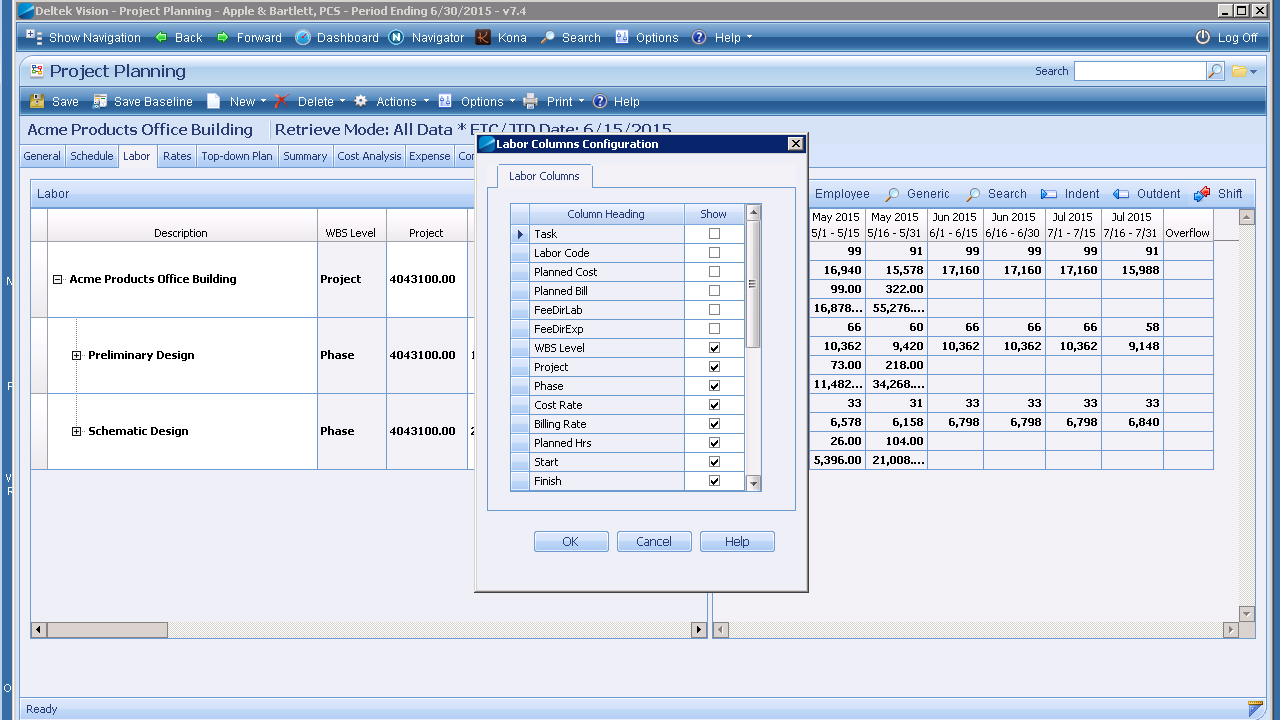 Deltek Vision - Project Planning - Apple & Bartlett, PCS - Period Ending 6/30/2015 - v7.4
Show Navigation Back Forward Dashboard Navigator Kona Search Options Help Log Off
Project Planning Search
Save Save Baseline New Delete Actions Options Print Help
Acme Products Office Building Retrieve Mode: All Data * ETC/JTD Date: 6/15/2015
General Schedule Labor Rates Top-down Plan Summary Cost Analysis Expense
Labor
Employee Generic Search Indent Outdent Shift
Description WBS Level Project
Acme Products Office Building Project 4043100.00
Preliminary Design Phase 4043100.00
Schematic Design Phase 4043100.00
Labor Columns Configuration
Labor Columns
Column Heading Show
Task
Labor Code
Planned Cost
Planned Bill
FeeDirLab
FeeDirExp
WBS Level
Project
Phase
Cost Rate
Billing Rate
Planned Hrs
Start
Finish
OK Cancel Help
May 2015 May 2015 Jun 2015 Jun 2015 Jul 2015 Jul 2015
5/1 - 5/15 5/16 - 5/31 6/1 - 6/15 6/16 - 6/30 7/1 - 7/15 7/16 - 7/31 Overflow
99 91 99 99 99 91
16,940 15,578 17,160 17,160 17,160 15,988
99.00 322.00
16,878... 55,276....
66 60 66 66 66 58
10,362 9,420 10,362 10,362 10,362 9,148
73.00 218.00
11,482... 34,268....
33 31 33 33 33 33
6,578 6,158 6,798 6,798 6,798 6,840
26.00 104.00
5,396.00 21,008....
Ready